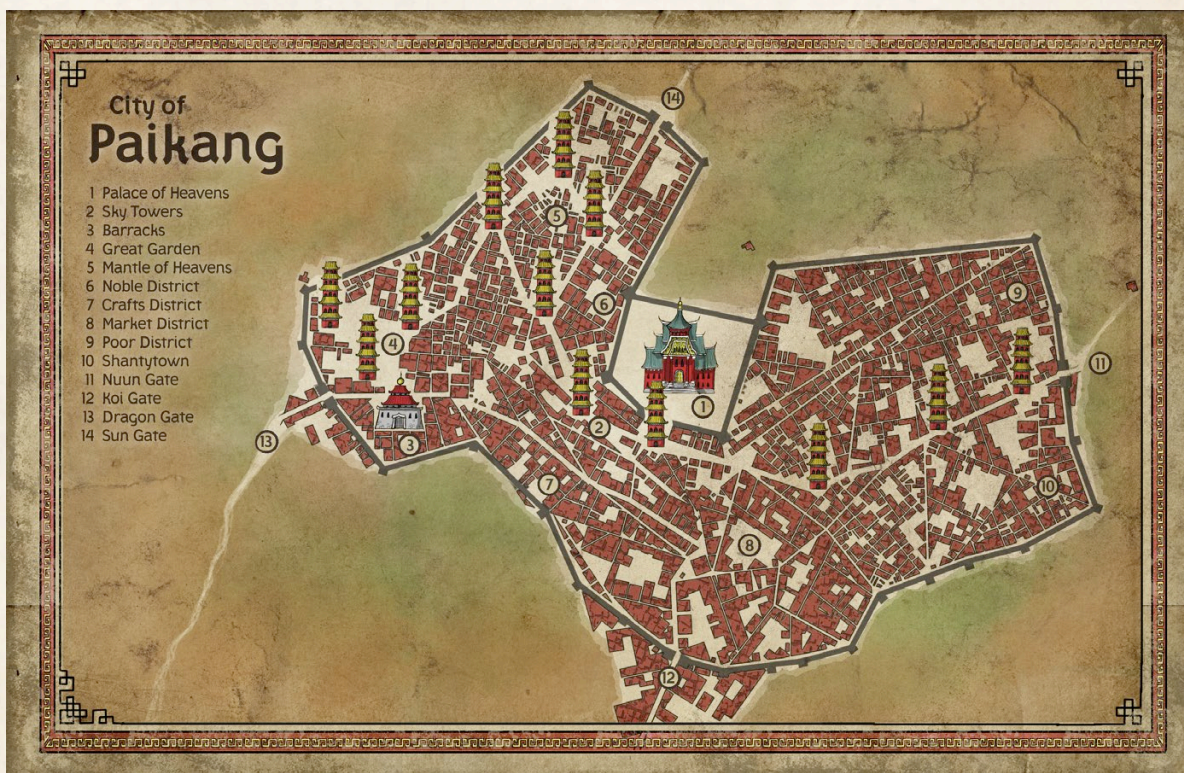 City of
Paikang
1 Palace of Heavens
2 Sky Towers
3 Barracks
4 Great Garden
5 Mantle of Heavens
6 Noble District
7 Crafts District
8 Market District
9 Poor District
10 Shantytown
11 Nuun Gate
12 Koi Gate
13 Dragon Gate
14 Sun Gate
14
5
9
6
4
11
1
2
13
3
7
10
8
12